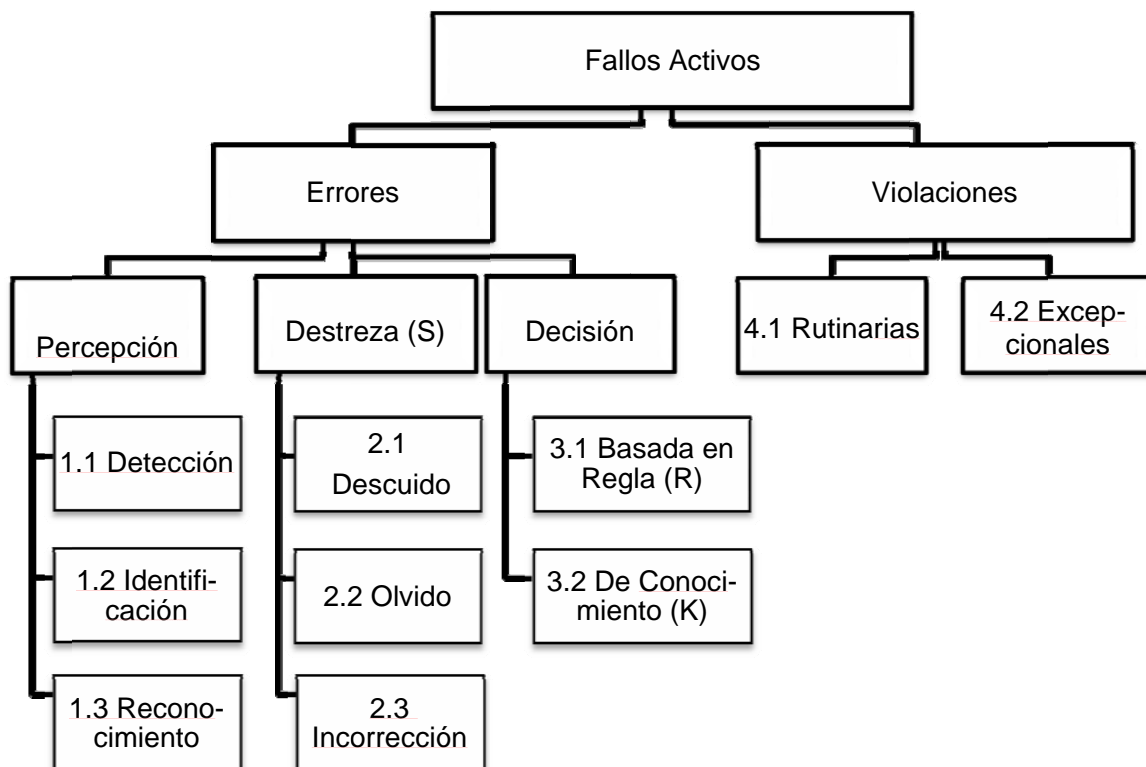 Fallos Activos
Errores
Violaciones
Percepción
Destreza (S)
Decisión
4.1 Rutinarias
4.2 Excep-
cionales
1.1 Detección
2.1
Descuido
3.1 Basada en
Regla (R)
1.2 Identifi-
cación
2.2 Olvido
3.2 De Conoci-
miento (K)
1.3 Recono-
cimiento
2.3
Incorrección